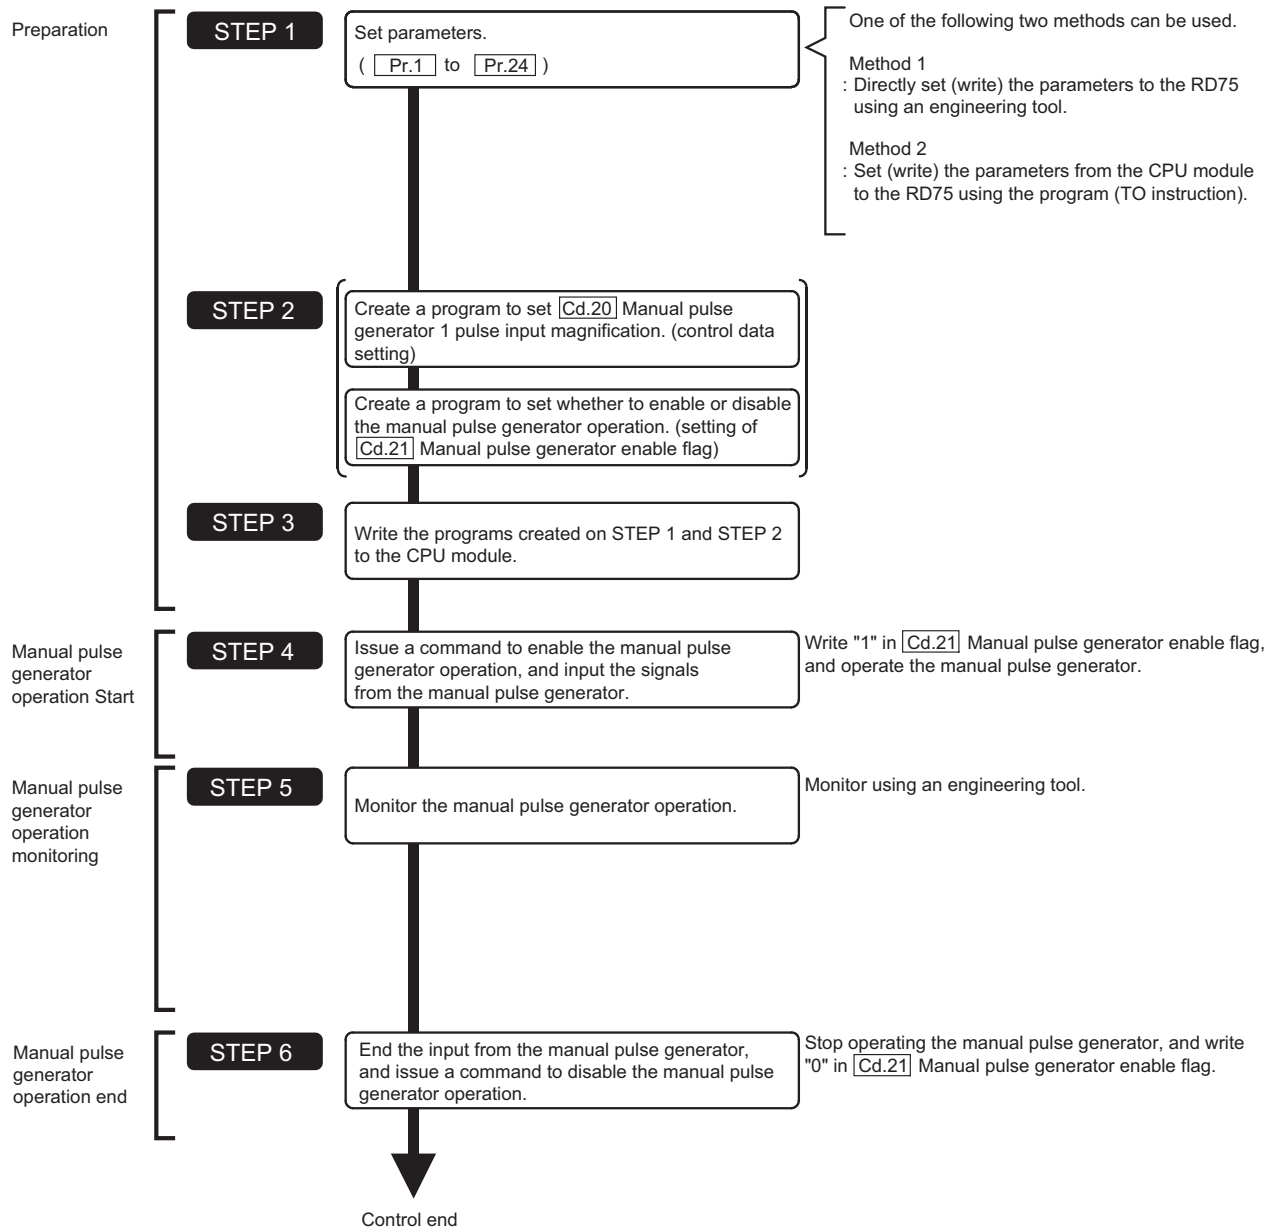 Preparation
STEP 1
Set parameters.
( Pr.1 to Pr.24 )
One of the following two methods can be used.
Method 1
: Directly set (write) the parameters to the RD75
using an engineering tool.
Method 2
: Set (write) the parameters from the CPU module
to the RD75 using the program (TO instruction).
STEP 2
Create a program to set Cd.20 Manual pulse
generator 1 pulse input magnification. (control data
setting)
Create a program to set whether to enable or disable
the manual pulse generator operation. (setting of
Cd.21 Manual pulse generator enable flag)
STEP 3
Write the programs created on STEP 1 and STEP 2
to the CPU module.
Manual pulse
generator
operation Start
STEP 4
Issue a command to enable the manual pulse
generator operation, and input the signals
from the manual pulse generator.
Write "1" in Cd.21 Manual pulse generator enable flag,
and operate the manual pulse generator.
Manual pulse
generator
operation
monitoring
STEP 5
Monitor the manual pulse generator operation.
Monitor using an engineering tool.
Manual pulse
generator
operation end
STEP 6
End the input from the manual pulse generator,
and issue a command to disable the manual pulse
generator operation.
Stop operating the manual pulse generator, and write
"0" in Cd.21 Manual pulse generator enable flag.
Control end